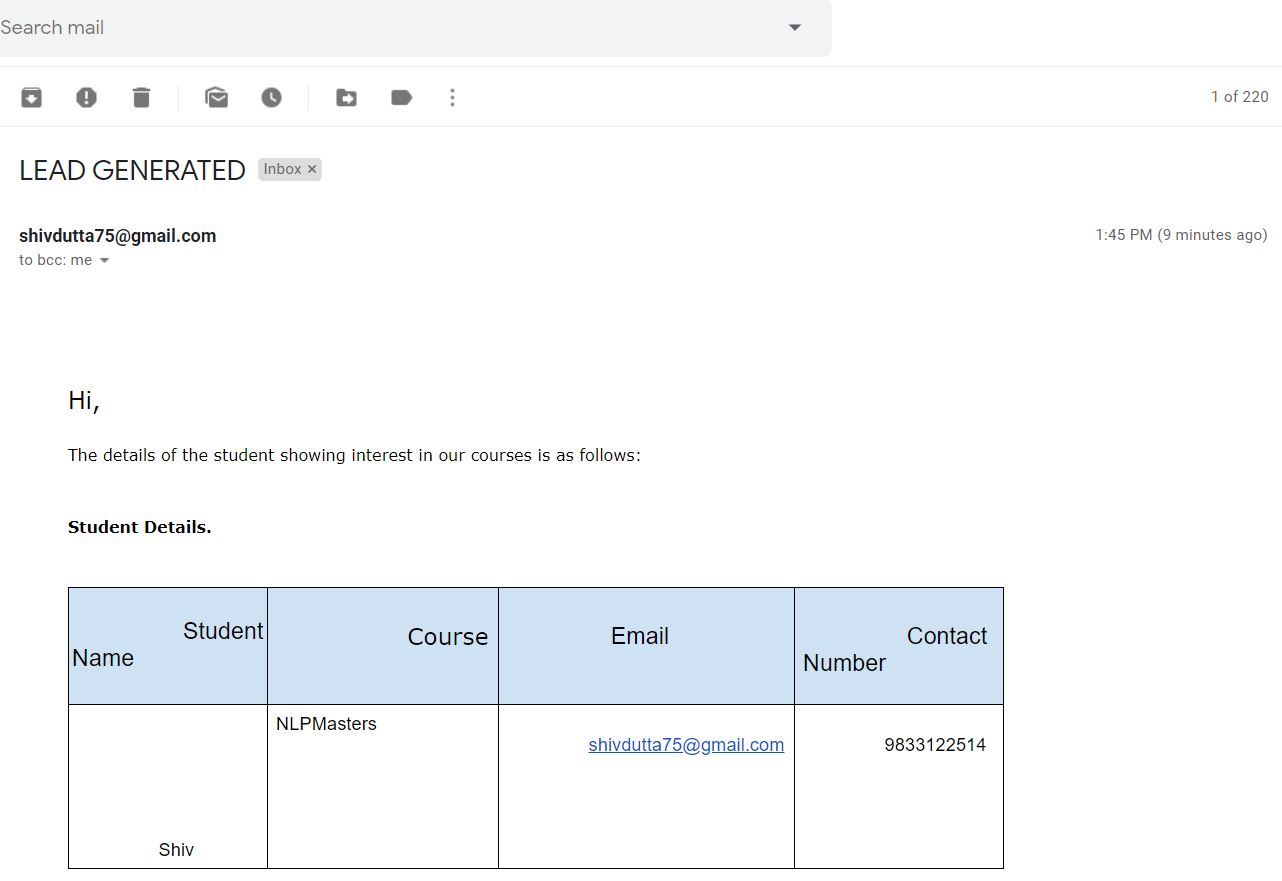 Search mail
1 of 220
LEAD GENERATED Inbox ×
shivdutta75@gmail.com 1:45 PM (9 minutes ago)
to bcc: me
Hi,
The details of the student showing interest in our courses is as follows:
Student Details.
Student Name Course Email Contact Number
Shiv NLPMasters shivdutta75@gmail.com 9833122514